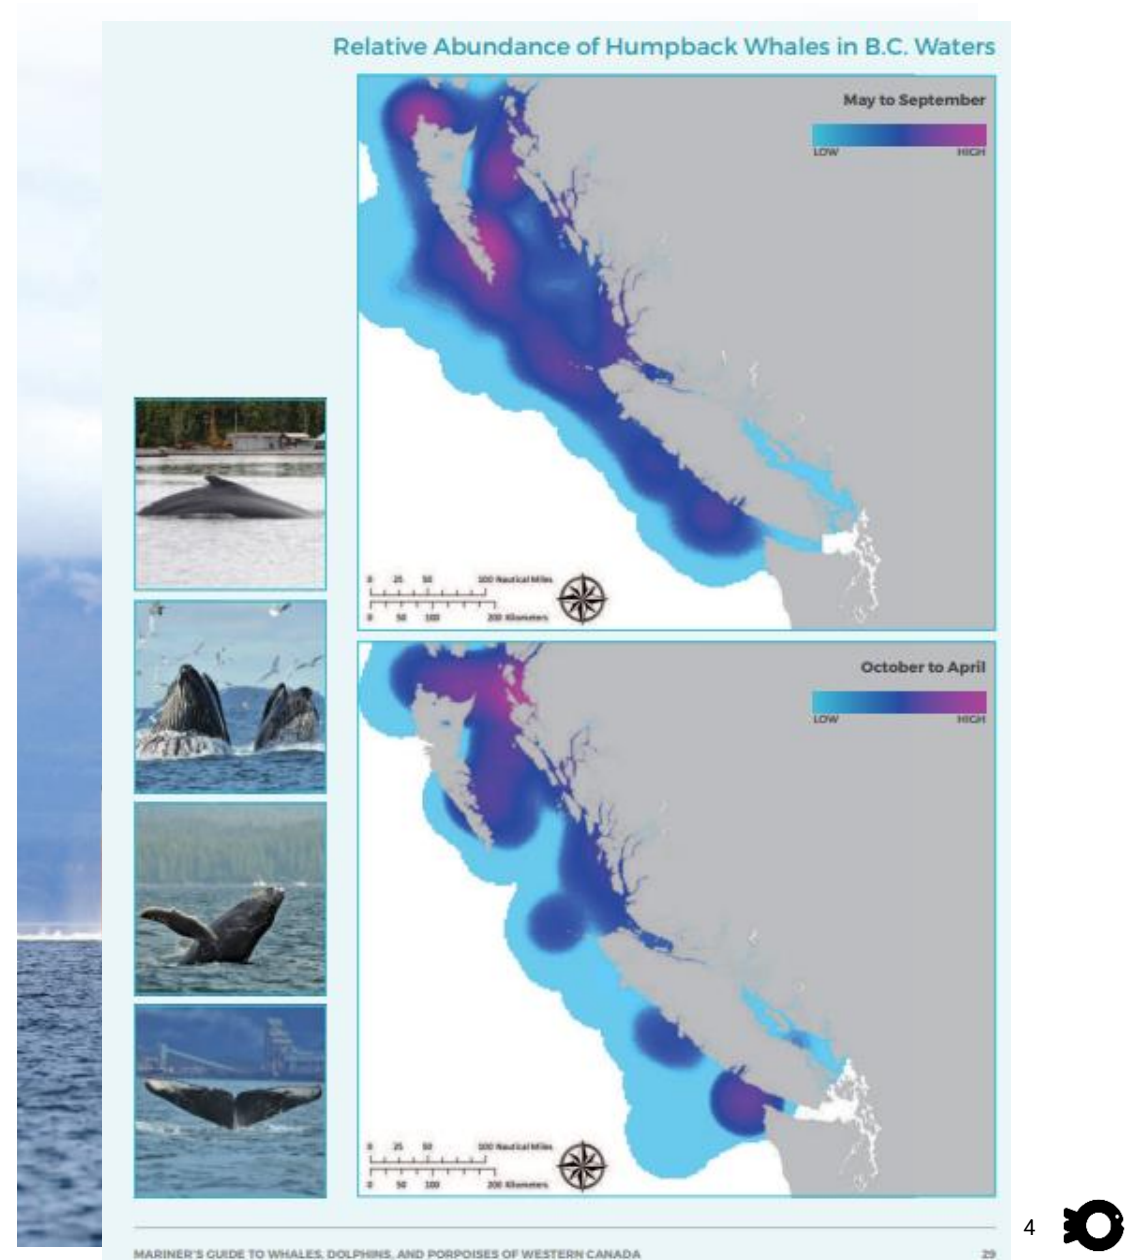 Relative Abundance of Humpback Whales in B.C. Waters
May to September
LOW HIGH
0 25 50 100 Nautical Miles
0 50 100 200 Kilometers
October to April
LOW HIGH
0 25 50 100 Nautical Miles
0 50 100 200 Kilometers
4
MARINER'S GUIDE TO WHALES, DOLPHINS, AND PORPOISES OF WESTERN CANADA 29